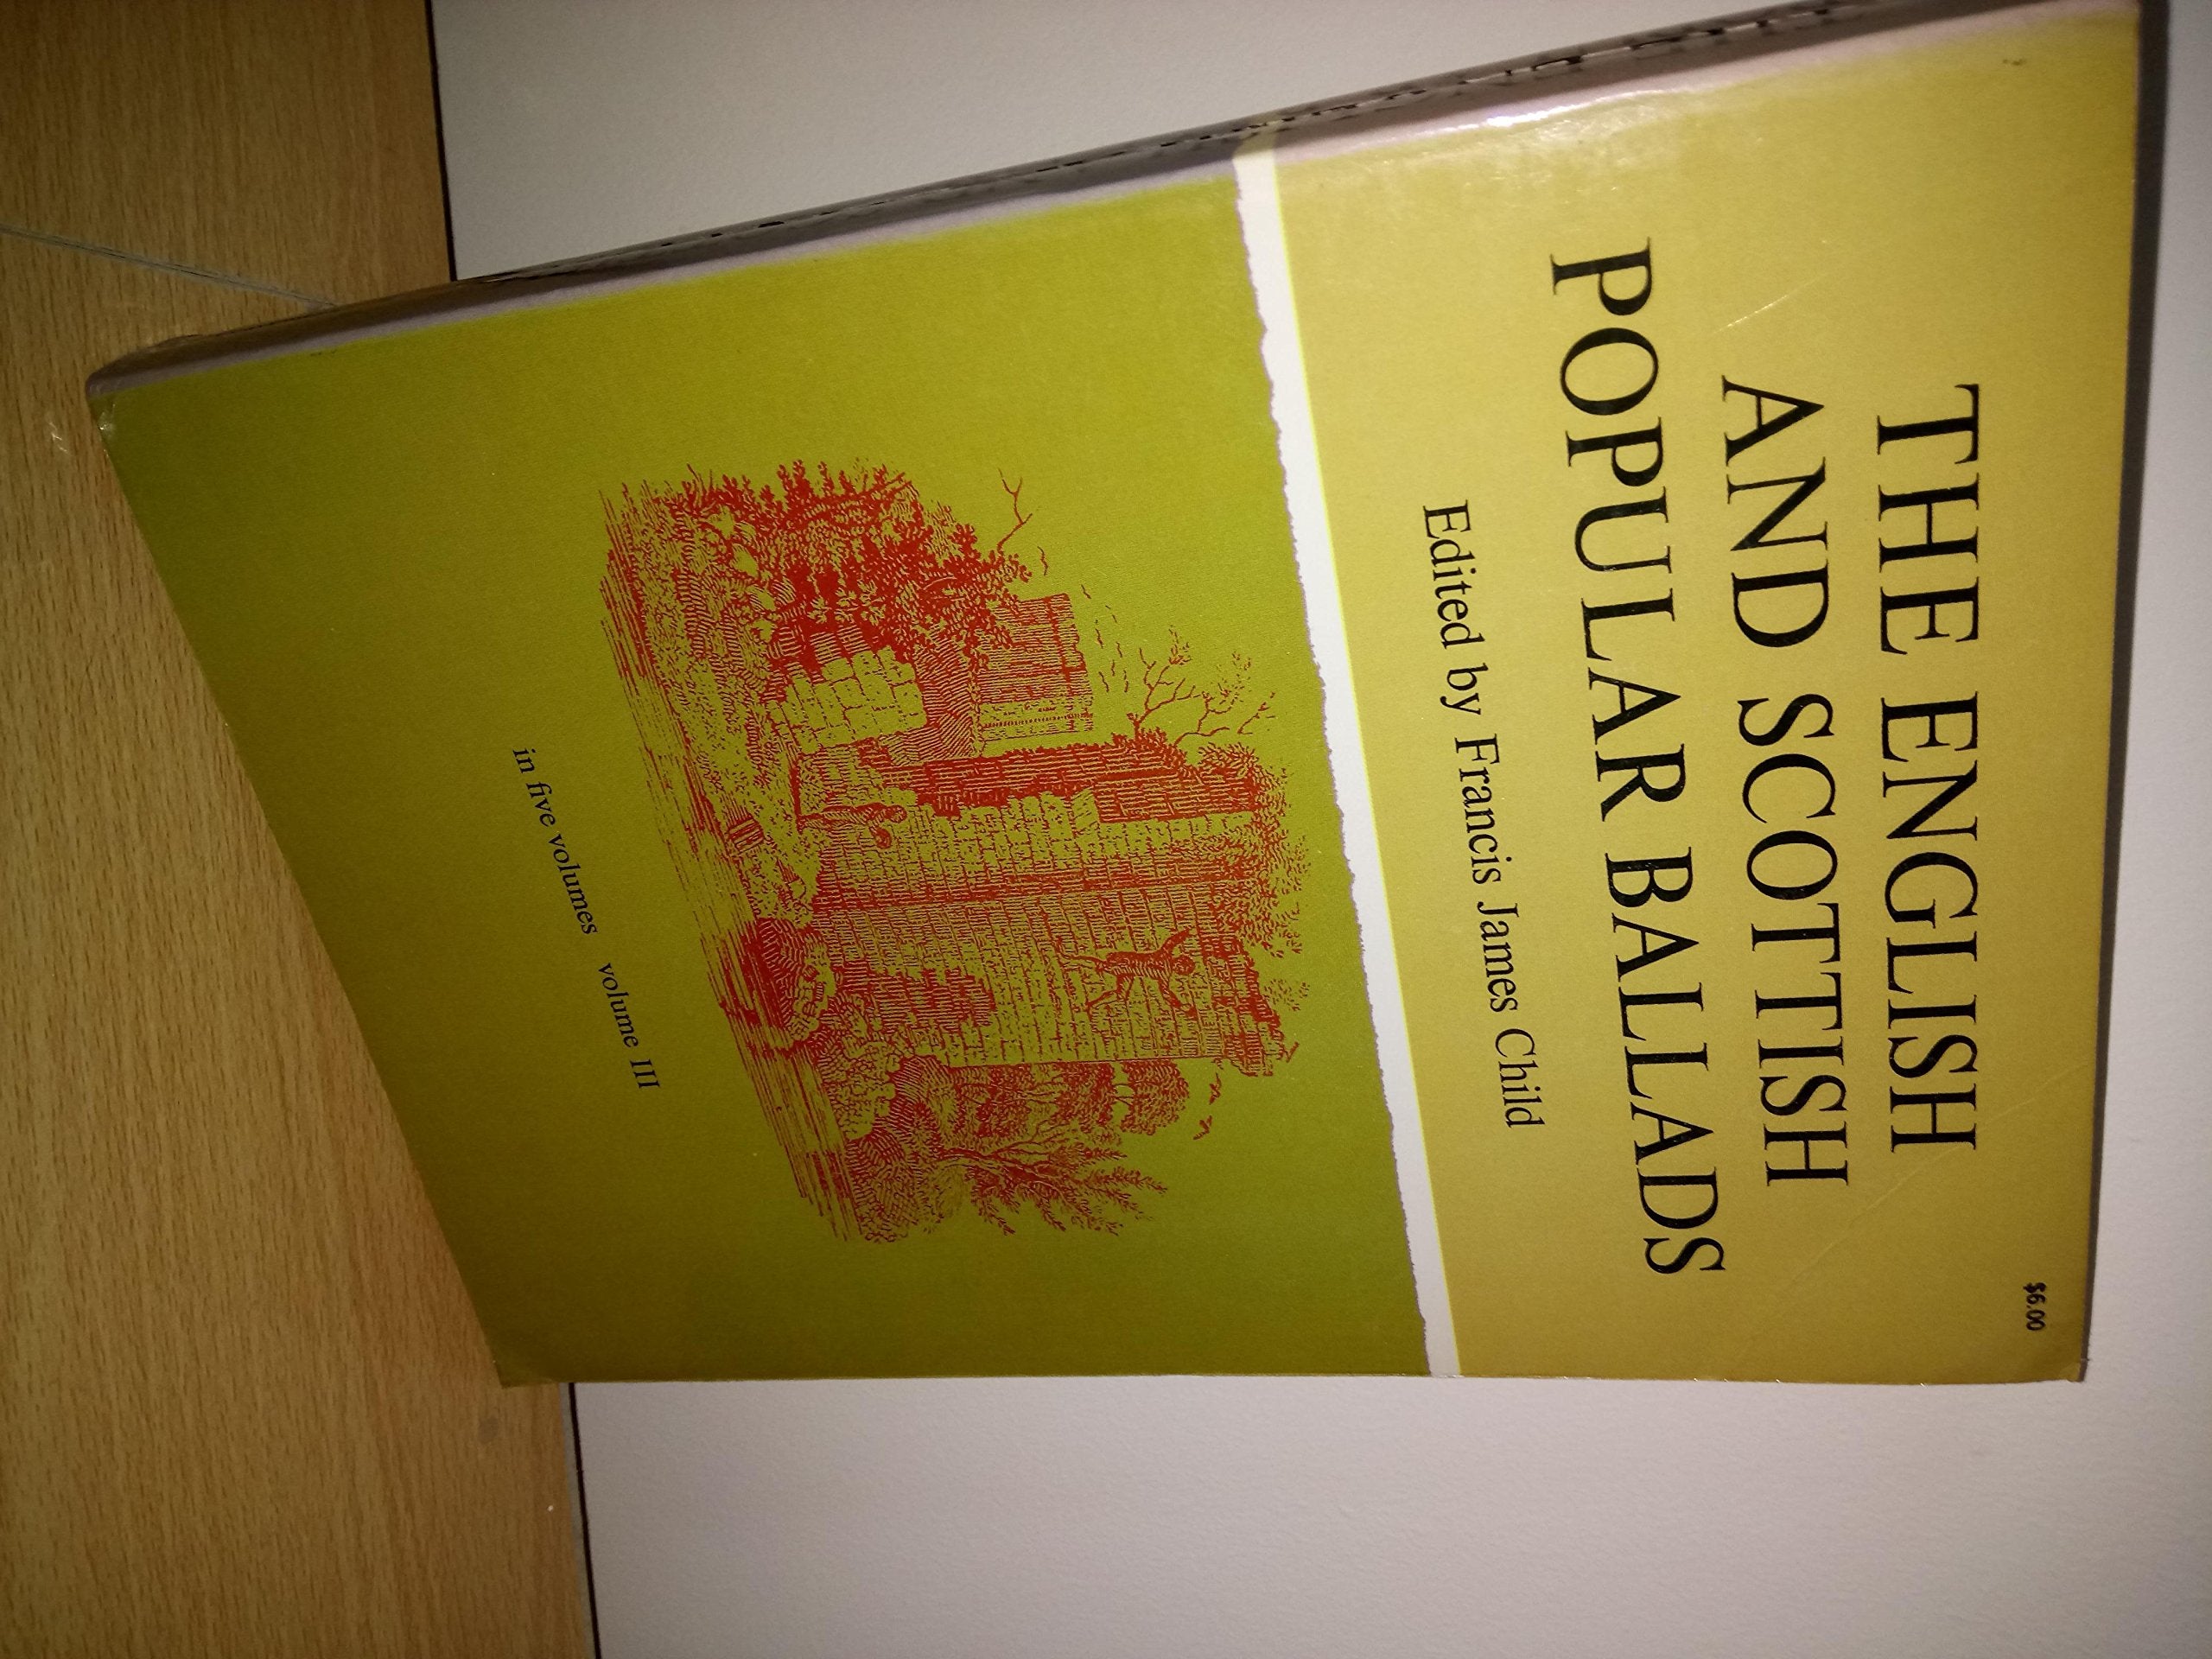 $6.00
THE ENGLISH
AND SCOTTISH
POPULAR BALLADS
Edited by Francis James Child
in five volumes volume III